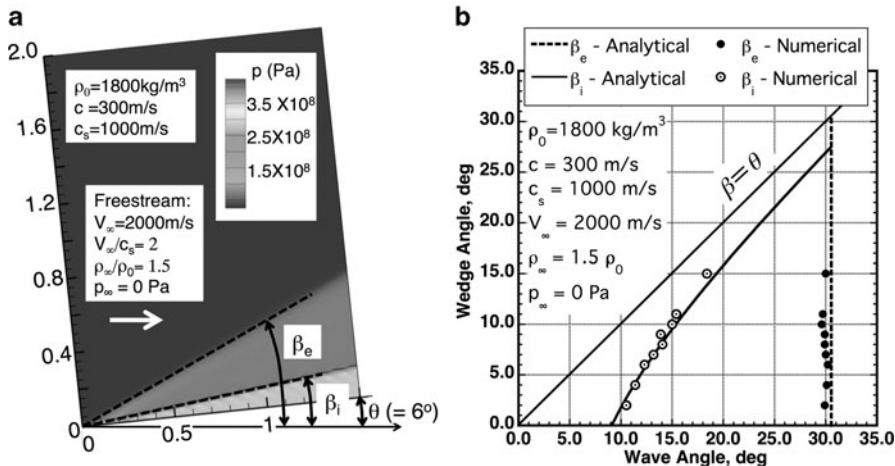 a
2.0
1.6
1.2
0.8
0.4
0
0
0.5
1
ρ₀=1800kg/m³
c =300m/s
cₛ=1000m/s
p (Pa)
3.5 X10⁸
2.5X10⁸
1.5X10⁸
Freestream:
V∞=2000m/s
V∞/cₛ= 2
ρ∞/ρ₀= 1.5
p∞= 0 Pa
βₑ
βᵢ
θ (= 6º)
b
βₑ - Analytical
βₑ - Numerical
βᵢ - Analytical
βᵢ - Numerical
35.0
30.0
25.0
20.0
15.0
10.0
5.0
0.0
Wedge Angle, deg
ρ₀=1800 kg/m³
c = 300 m/s
cₛ = 1000 m/s
V∞ = 2000 m/s
ρ∞ = 1.5 ρ₀
p∞ = 0 Pa
β=θ
0.0 5.0 10.0 15.0 20.0 25.0 30.0 35.0
Wave Angle, deg